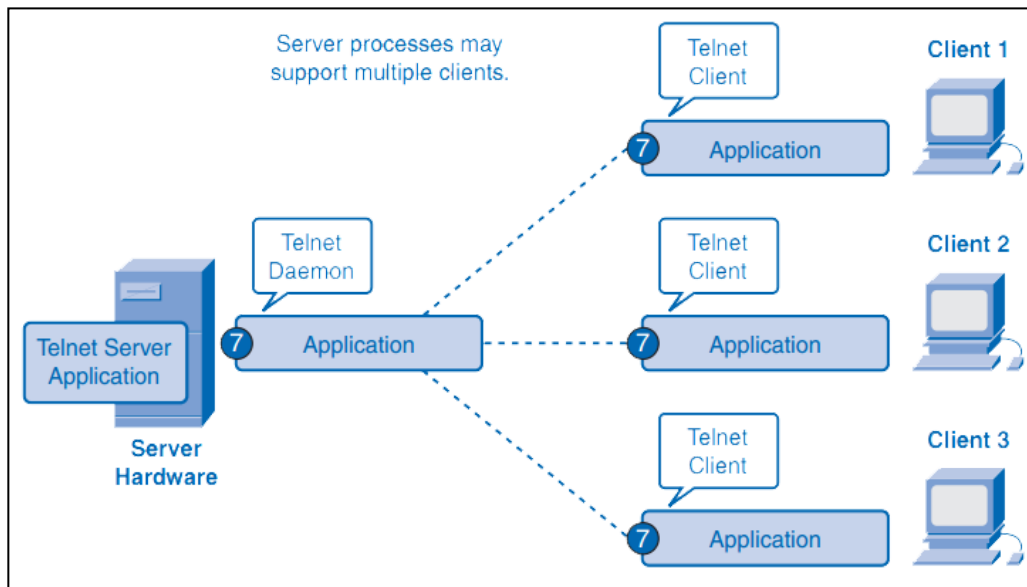 Server processes may
support multiple clients.
Telnet
Client
Client 1
7
Application
Telnet
Daemon
Telnet
Client
Client 2
Telnet Server
Application
7
Application
7
Application
Server
Hardware
Telnet
Client
Client 3
7
Application